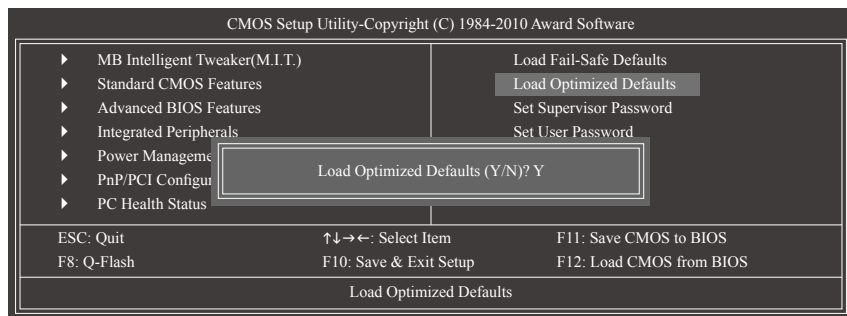 CMOS Setup Utility-Copyright (C) 1984-2010 Award Software
MB Intelligent Tweaker(M.I.T.)
Standard CMOS Features
Advanced BIOS Features
Integrated Peripherals
Power Manageme
PnP/PCI Configur
PC Health Status
Load Fail-Safe Defaults
Load Optimized Defaults
Set Supervisor Password
Set User Password
Load Optimized Defaults (Y/N)? Y
ESC: Quit ↑↓→←: Select Item F11: Save CMOS to BIOS
F8: Q-Flash F10: Save & Exit Setup F12: Load CMOS from BIOS
Load Optimized Defaults